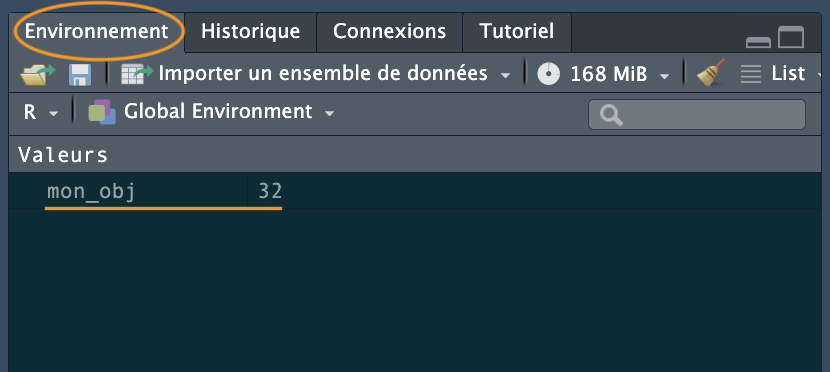 Environnement Historique Connexions Tutoriel
Importer un ensemble de données 168 MiB List
R Global Environment
Valeurs
mon_obj 32